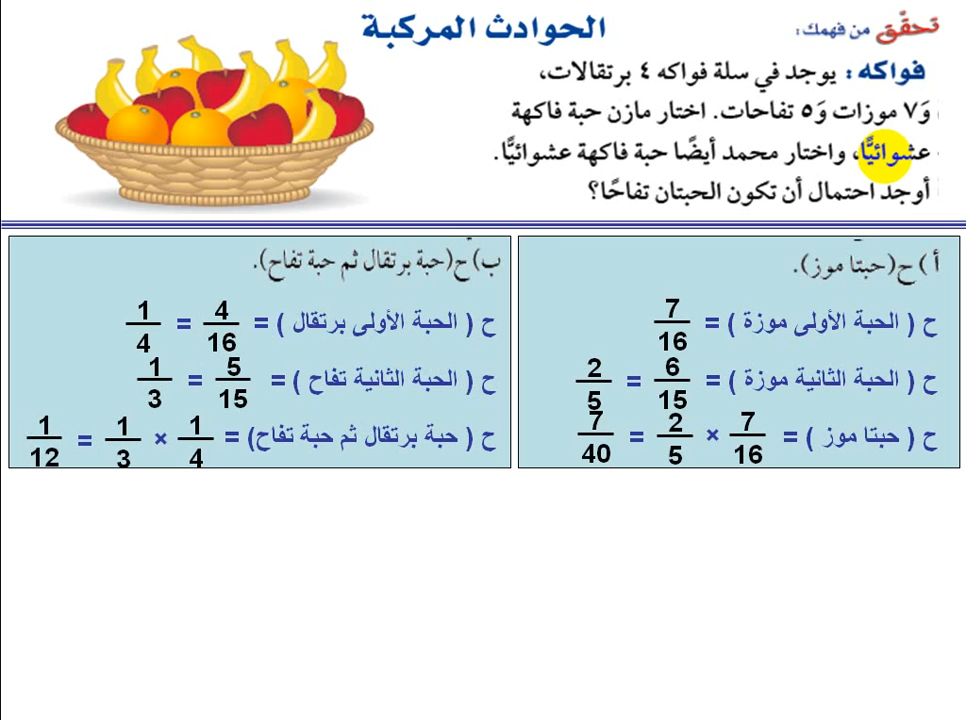 الحوادث المركبة
تحقّق من فهمك:
فواكه: يوجد في سلة فواكه ٤ برتقالات،
وَ٧ موزات وَ٥ تفاحات. اختار مازن حبة فاكهة
عشوائيًّا، واختار محمد أيضًا حبة فاكهة عشوائيًّا.
أوجد احتمال أن تكون الحبتان تفاحًا؟
أ) ح(حبتا موز).
ح ( الحبة الأولى موزة ) = 7/16
ح ( الحبة الثانية موزة ) = 6/15 = 2/5
ح ( حبتا موز ) = 7/16 × 2/5 = 7/40
ب) ح(حبة برتقال ثم حبة تفاح).
ح ( الحبة الأولى برتقال ) = 4/16 = 1/4
ح ( الحبة الثانية تفاح ) = 5/15 = 1/3
ح ( حبة برتقال ثم حبة تفاح) = 1/4 × 1/3 = 1/12